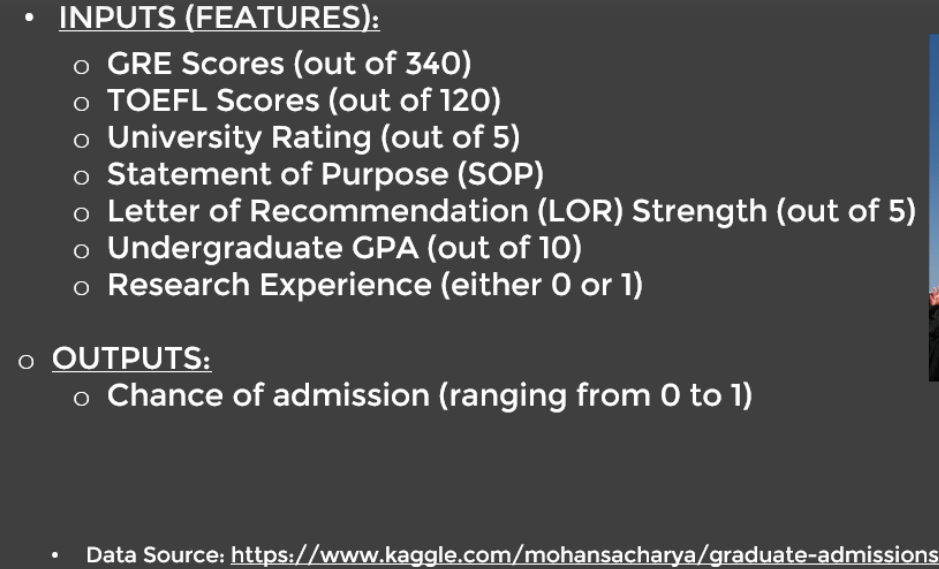 • INPUTS (FEATURES):
o GRE Scores (out of 340)
o TOEFL Scores (out of 120)
o University Rating (out of 5)
o Statement of Purpose (SOP)
o Letter of Recommendation (LOR) Strength (out of 5)
o Undergraduate GPA (out of 10)
o Research Experience (either 0 or 1)
o OUTPUTS:
o Chance of admission (ranging from 0 to 1)
• Data Source: https://www.kaggle.com/mohansacharya/graduate-admissions